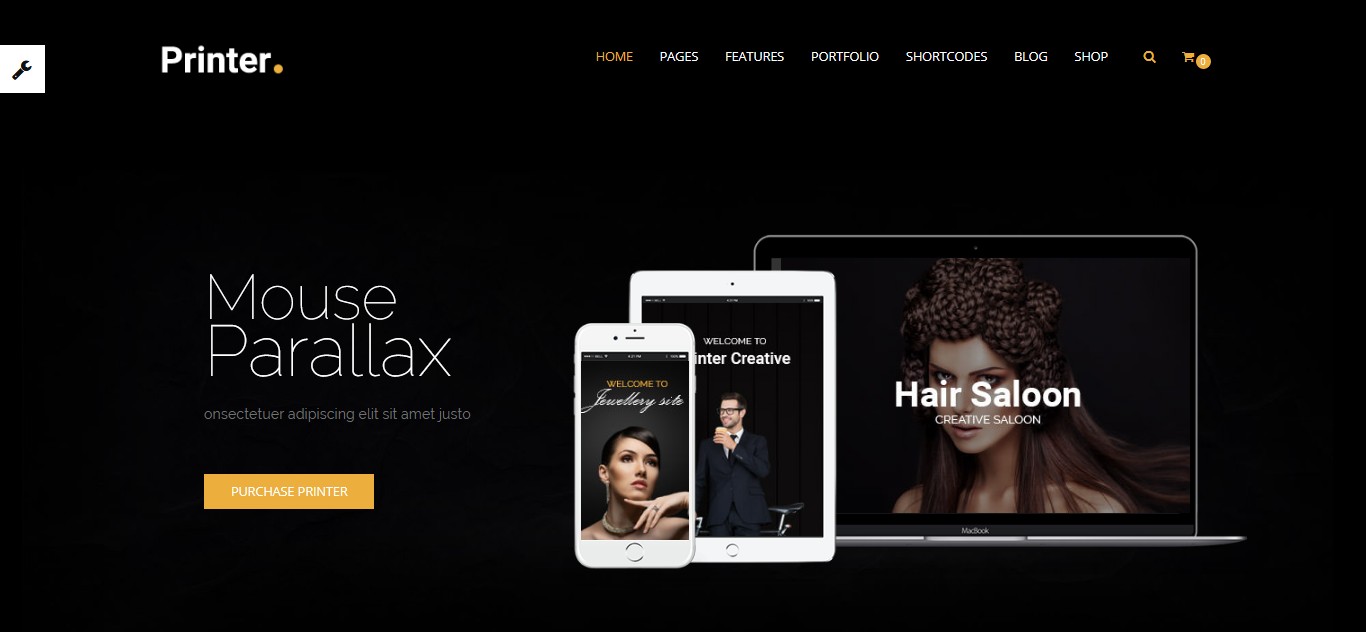 Printer.
HOME PAGES FEATURES PORTFOLIO SHORTCODES BLOG SHOP 0
Mouse
Parallax
onsectetuer adipiscing elit sit amet justo
PURCHASE PRINTER
WELCOME TO
Jewellery site
WELCOME TO
inter Creative
Hair Saloon
CREATIVE SALOON
MacBook